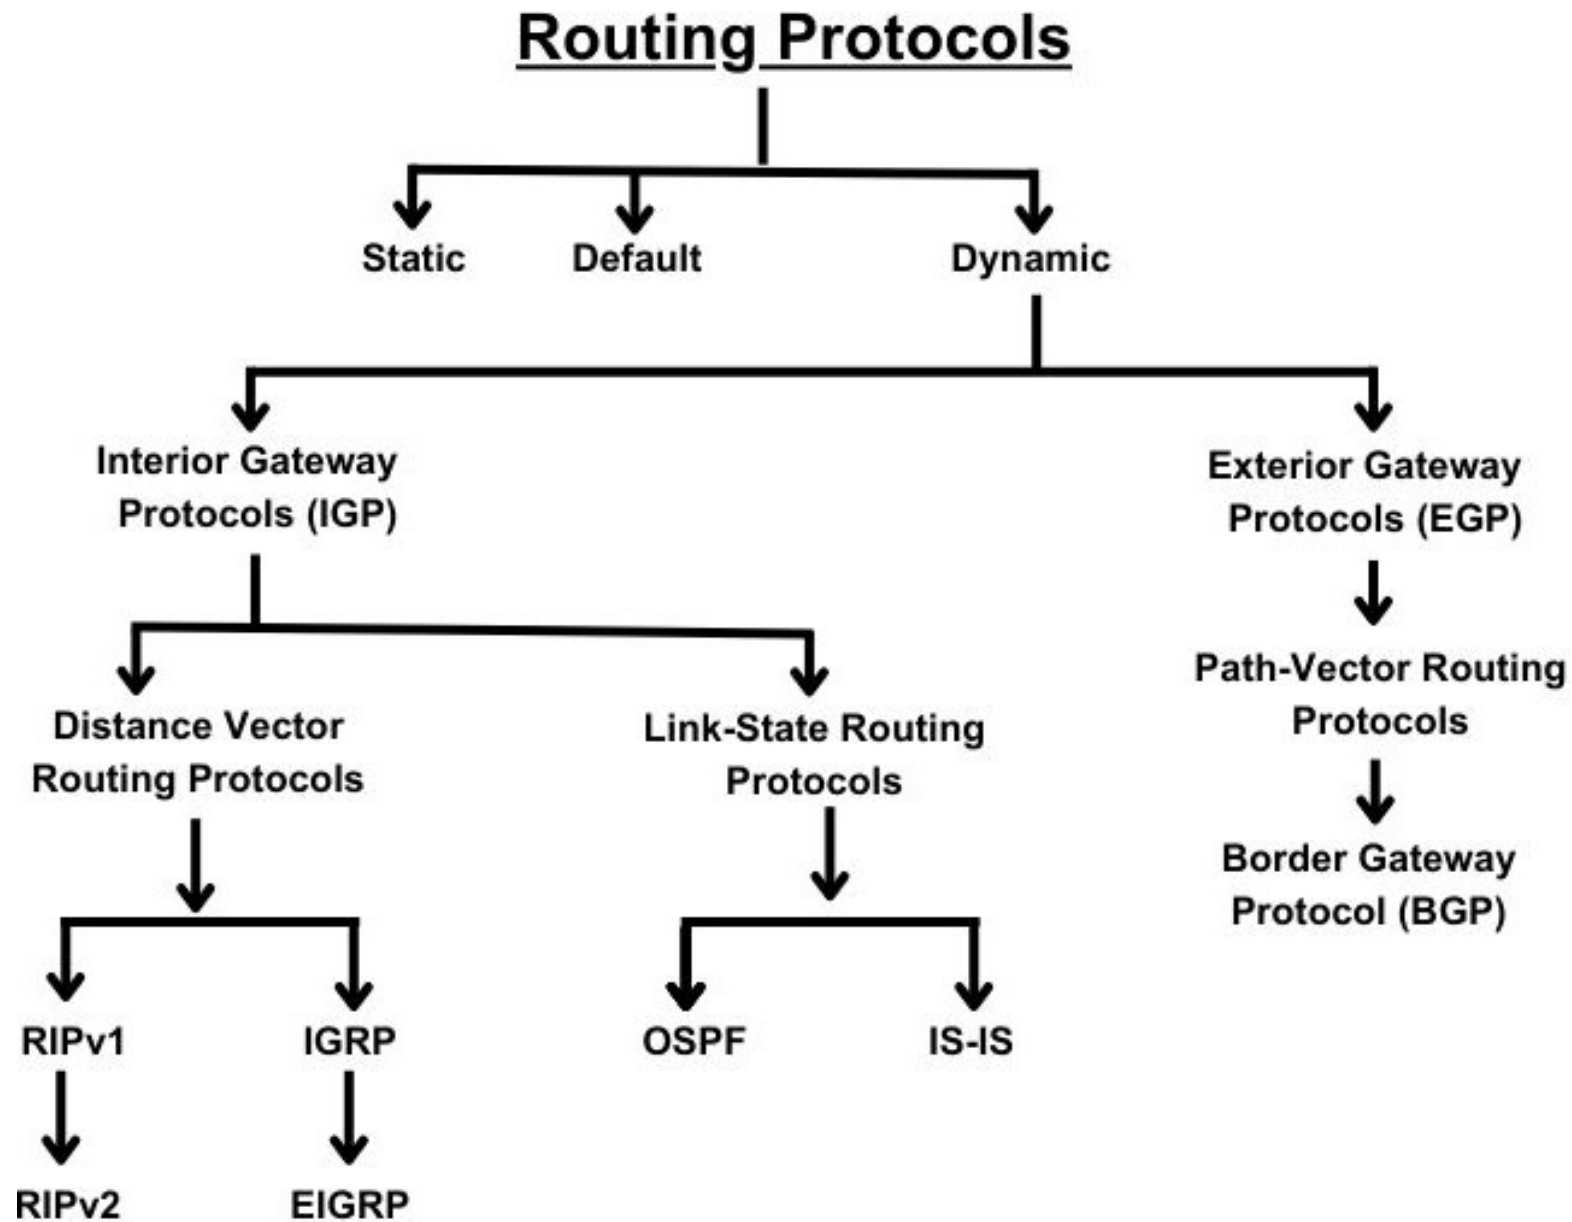 Routing Protocols
Static Default Dynamic
Interior Gateway
Protocols (IGP)
Exterior Gateway
Protocols (EGP)
Distance Vector
Routing Protocols
Link-State Routing
Protocols
Path-Vector Routing
Protocols
Border Gateway
Protocol (BGP)
RIPv1 IGRP OSPF IS-IS
RIPv2 EIGRP